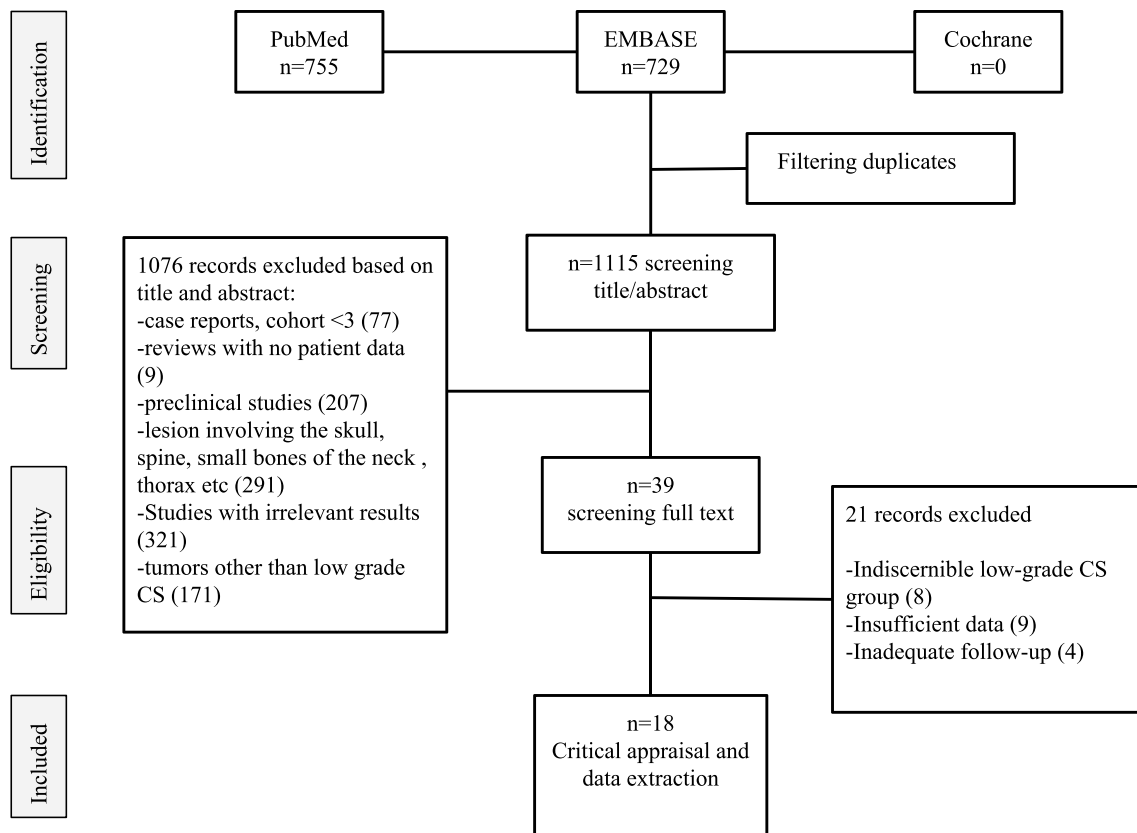 Identification
PubMed
n=755
EMBASE
n=729
Cochrane
n=0
Filtering duplicates
Screening
1076 records excluded based on
title and abstract:
-case reports, cohort <3 (77)
-reviews with no patient data
(9)
-preclinical studies (207)
-lesion involving the skull,
spine, small bones of the neck ,
thorax etc (291)
-Studies with irrelevant results
(321)
-tumors other than low grade
CS (171)
n=1115 screening
title/abstract
Eligibility
n=39
screening full text
21 records excluded
-Indiscernible low-grade CS
group (8)
-Insufficient data (9)
-Inadequate follow-up (4)
Included
n=18
Critical appraisal and
data extraction